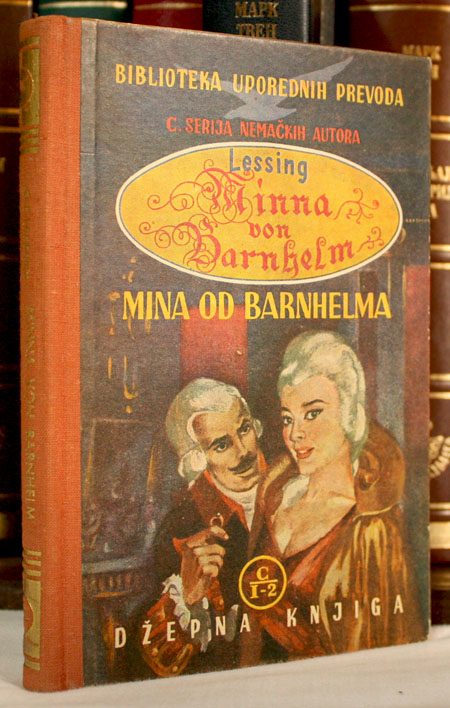 МАРК
ТВЕН
МАРК
BIBLIOTEKA UPOREDNIH PREVODA
C. SERIJA NEMAČKIH AUTORA
Lessing
Minna
von
Barnhelm
MINA OD BARNHELMA
C
I-2
DŽEPNA KNJIGA
MINNA VON BARNHELM